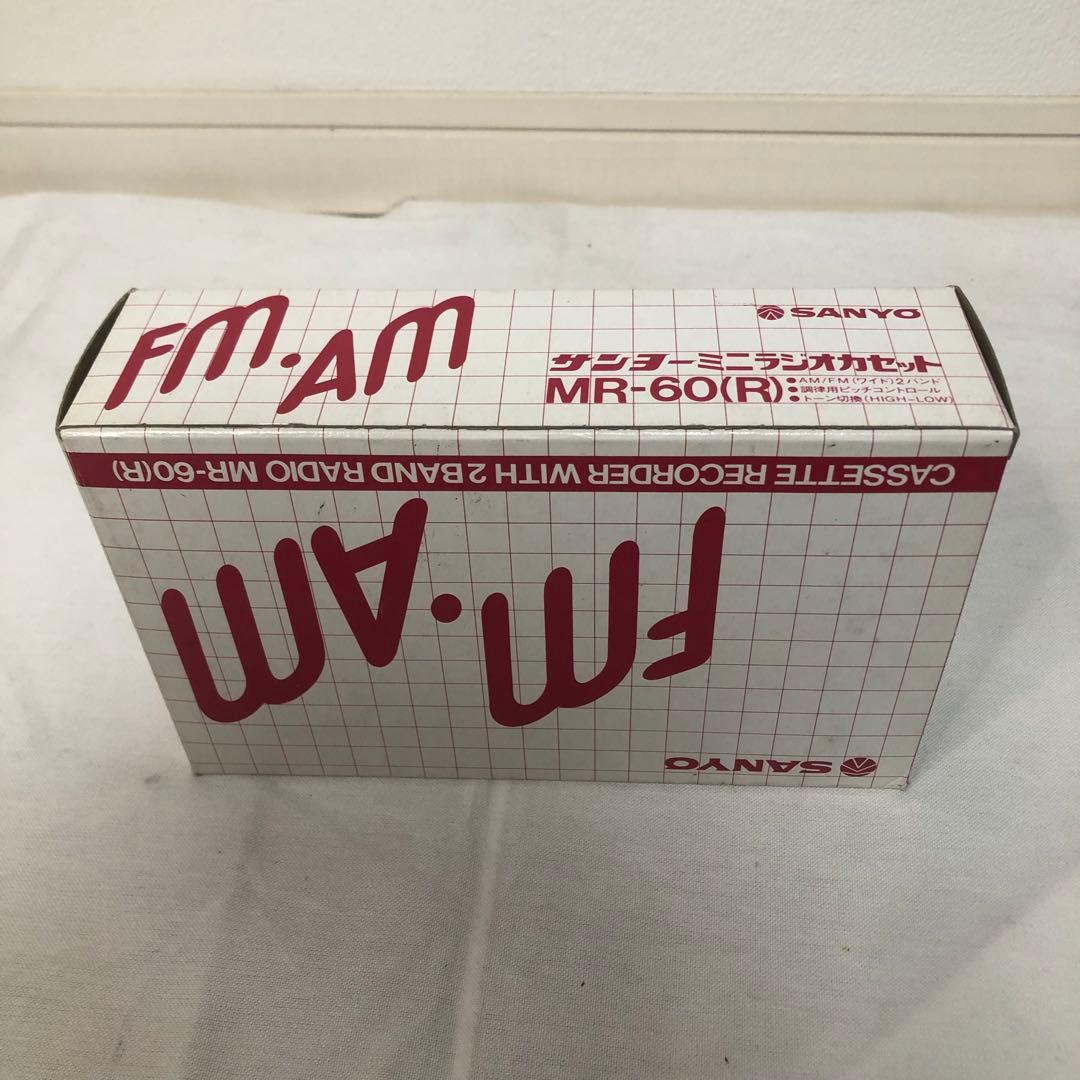 FM・AM
SANYO
サンヨーミニラジオカセット
MR-60(R)
●AM/FM(ワイド)2バンド
●調律用ピッチコントロール
●トーン切換(HIGH-LOW)
CASSETTE RECORDER WITH 2 BAND RADIO MR-60(R)
FM・AM
SANYO